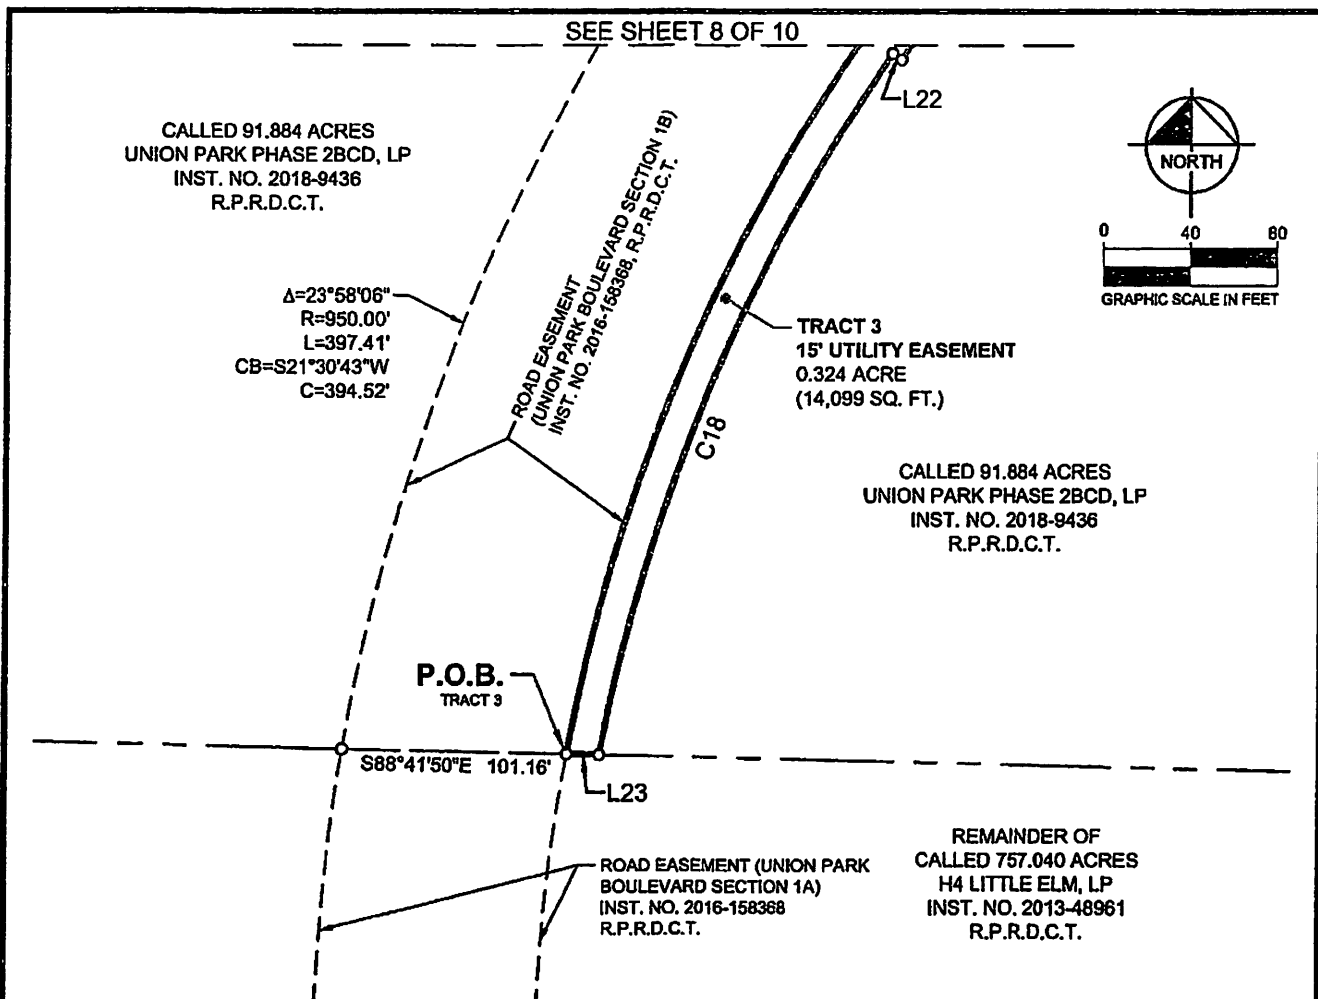 SEE SHEET 8 OF 10
L22
CALLED 91.884 ACRES
UNION PARK PHASE 2BCD, LP
INST. NO. 2018-9436
R.P.R.D.C.T.
NORTH
0 40 80
GRAPHIC SCALE IN FEET
Δ=23°58'06"
R=950.00'
L=397.41'
CB=S21°30'43"W
C=394.52'
ROAD EASEMENT
(UNION PARK BOULEVARD SECTION 1B)
INST. NO. 2016-158368, R.P.R.D.C.T.
TRACT 3
15' UTILITY EASEMENT
0.324 ACRE
(14,099 SQ. FT.)
C18
CALLED 91.884 ACRES
UNION PARK PHASE 2BCD, LP
INST. NO. 2018-9436
R.P.R.D.C.T.
P.O.B.
TRACT 3
S88°41'50"E 101.16'
L23
ROAD EASEMENT (UNION PARK
BOULEVARD SECTION 1A)
INST. NO. 2016-158368
R.P.R.D.C.T.
REMAINDER OF
CALLED 757.040 ACRES
H4 LITTLE ELM, LP
INST. NO. 2013-48961
R.P.R.D.C.T.